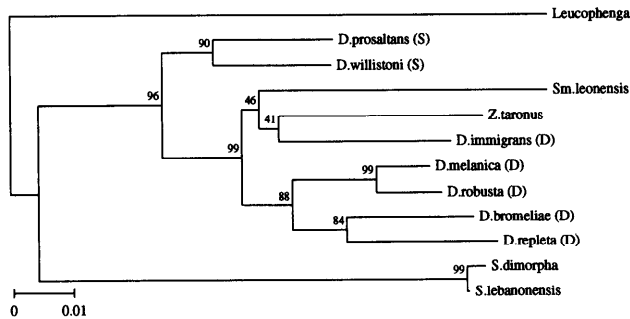 Leucophenga
90
D.prosaltans (S)
D.willistoni (S)
96
Sm.leonensis
46
Z.taronus
41
D.immigrans (D)
99
D.melanica (D)
99
D.robusta (D)
88
D.bromeliae (D)
84
D.repleta (D)
S.dimorpha
99
S.lebanonensis
0 0.01